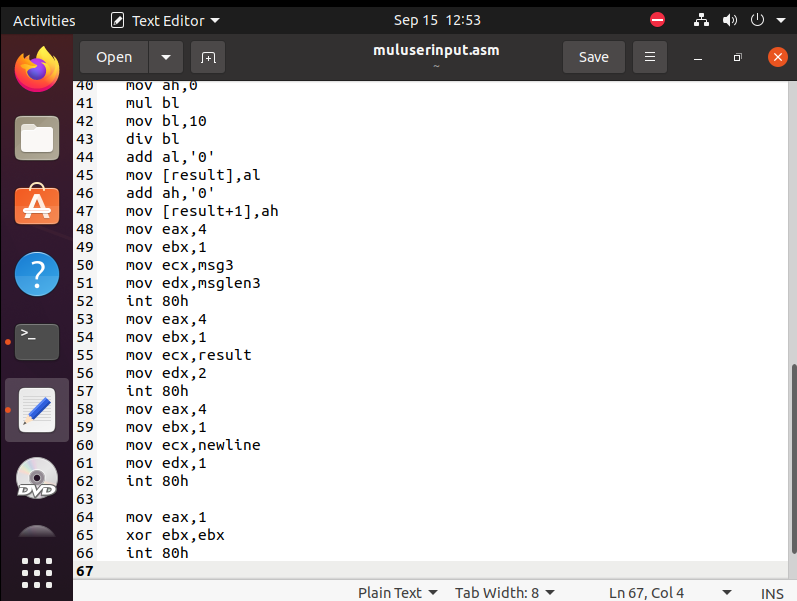 Activities Text Editor Sep 15 12:53
Open muluserinput.asm Save
~
40 mov ah,0
41 mul bl
42 mov bl,10
43 div bl
44 add al,'0'
45 mov [result],al
46 add ah,'0'
47 mov [result+1],ah
48 mov eax,4
49 mov ebx,1
50 mov ecx,msg3
51 mov edx,msglen3
52 int 80h
53 mov eax,4
54 mov ebx,1
55 mov ecx,result
56 mov edx,2
57 int 80h
58 mov eax,4
59 mov ebx,1
60 mov ecx,newline
61 mov edx,1
62 int 80h
63
64 mov eax,1
65 xor ebx,ebx
66 int 80h
67
DVD
Plain Text Tab Width: 8 Ln 67, Col 4 INS